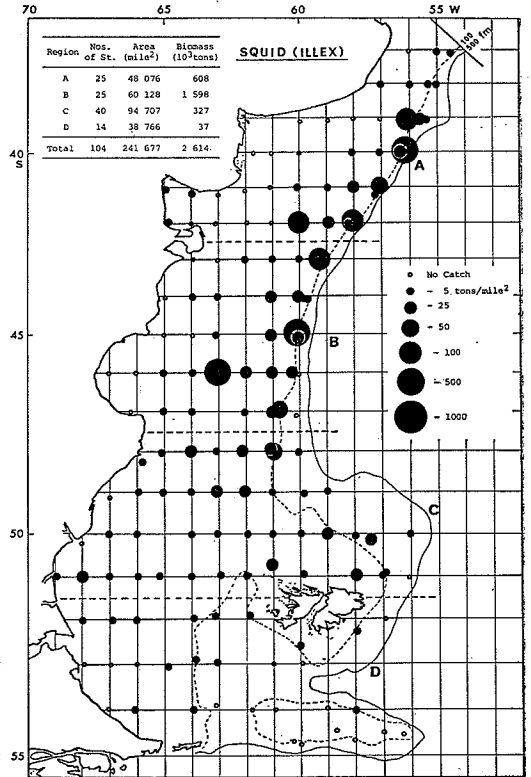 70 65 60 55 W
100
500 fm
SQUID (ILLEX)
Region Nos. of St. Area (mile²) Biomass (10³tons)
A 25 48 076 608
B 25 60 128 1 598
C 40 94 707 327
D 14 38 766 37
Total 104 241 677 2 614
40
S
A
No Catch
~ 5 tons/mile²
~ 25
~ 50
~ 100
~ 500
~ 1000
45
B
C
50
D
55